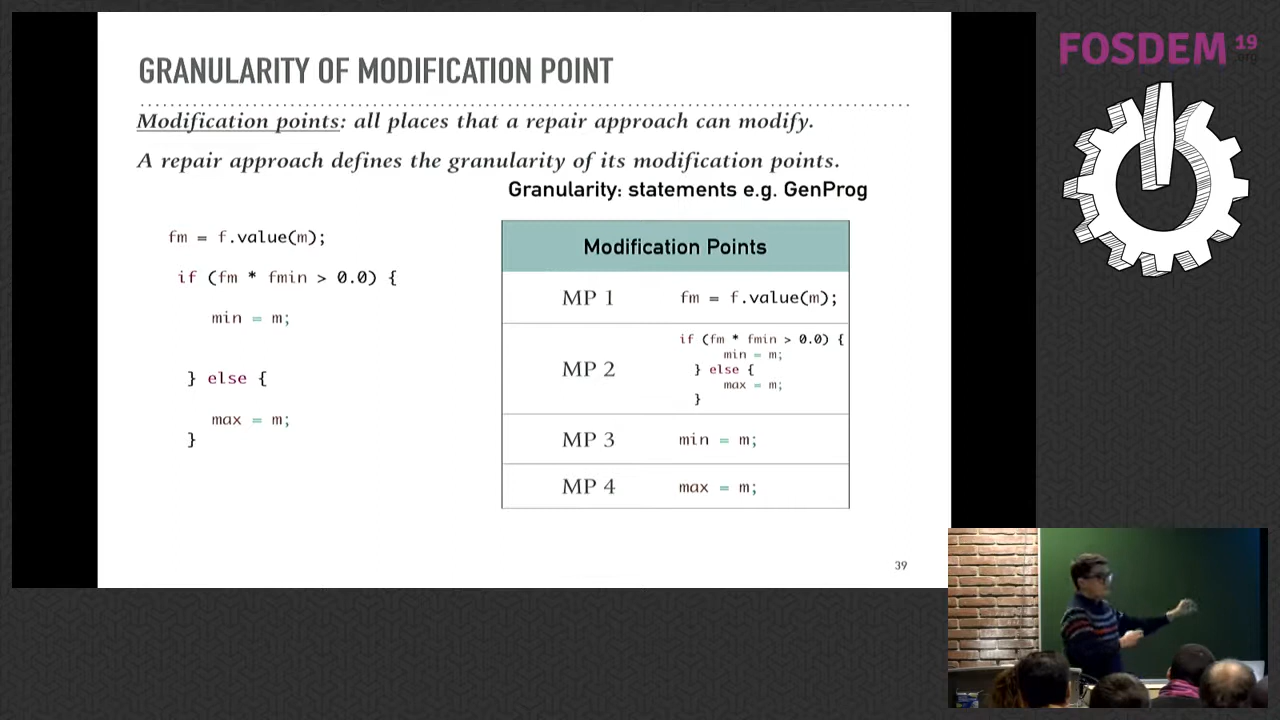 GRANULARITY OF MODIFICATION POINT
Modification points: all places that a repair approach can modify.
A repair approach defines the granularity of its modification points.
Granularity: statements e.g. GenProg
fm = f.value(m);
if (fm * fmin > 0.0) {
min = m;
} else {
max = m;
}
Modification Points
MP 1 fm = f.value(m);
MP 2
if (fm * fmin > 0.0) {
min = m;
} else {
max = m;
}
MP 3 min = m;
MP 4 max = m;
39
FOSDEM 19
.org